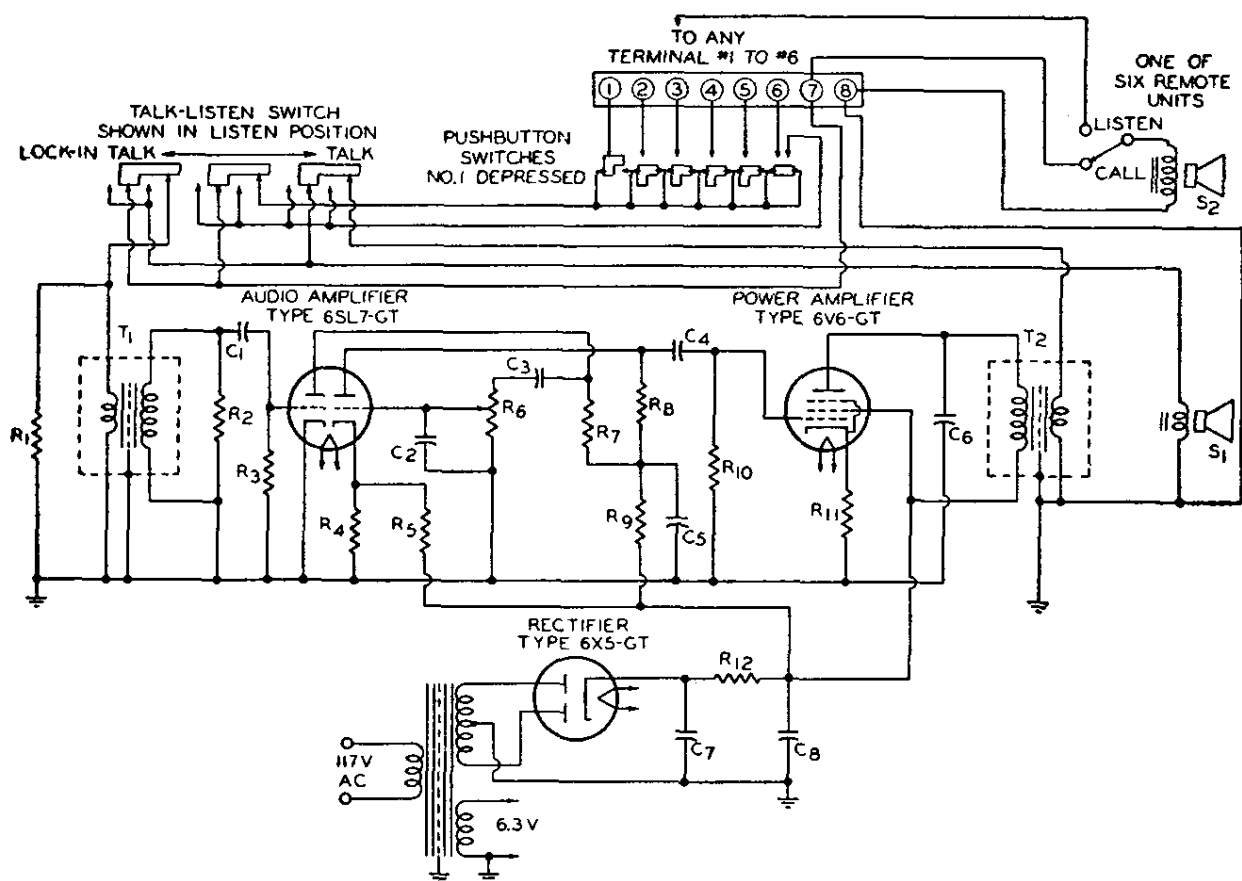 TO ANY
TERMINAL #1 TO #6
1 2 3 4 5 6 7 8
ONE OF
SIX REMOTE
UNITS
LISTEN
CALL
S2
TALK-LISTEN SWITCH
SHOWN IN LISTEN POSITION
LOCK-IN TALK
TALK
PUSHBUTTON
SWITCHES
NO.1 DEPRESSED
AUDIO AMPLIFIER
TYPE 6SL7-GT
POWER AMPLIFIER
TYPE 6V6-GT
T1
C1
C3
C4
T2
R1
R2
R3
R6
C2
R7
R8
R10
C6
S1
R4
R5
R9
C5
R11
RECTIFIER
TYPE 6X5-GT
R12
C7
C8
117V
AC
6.3V